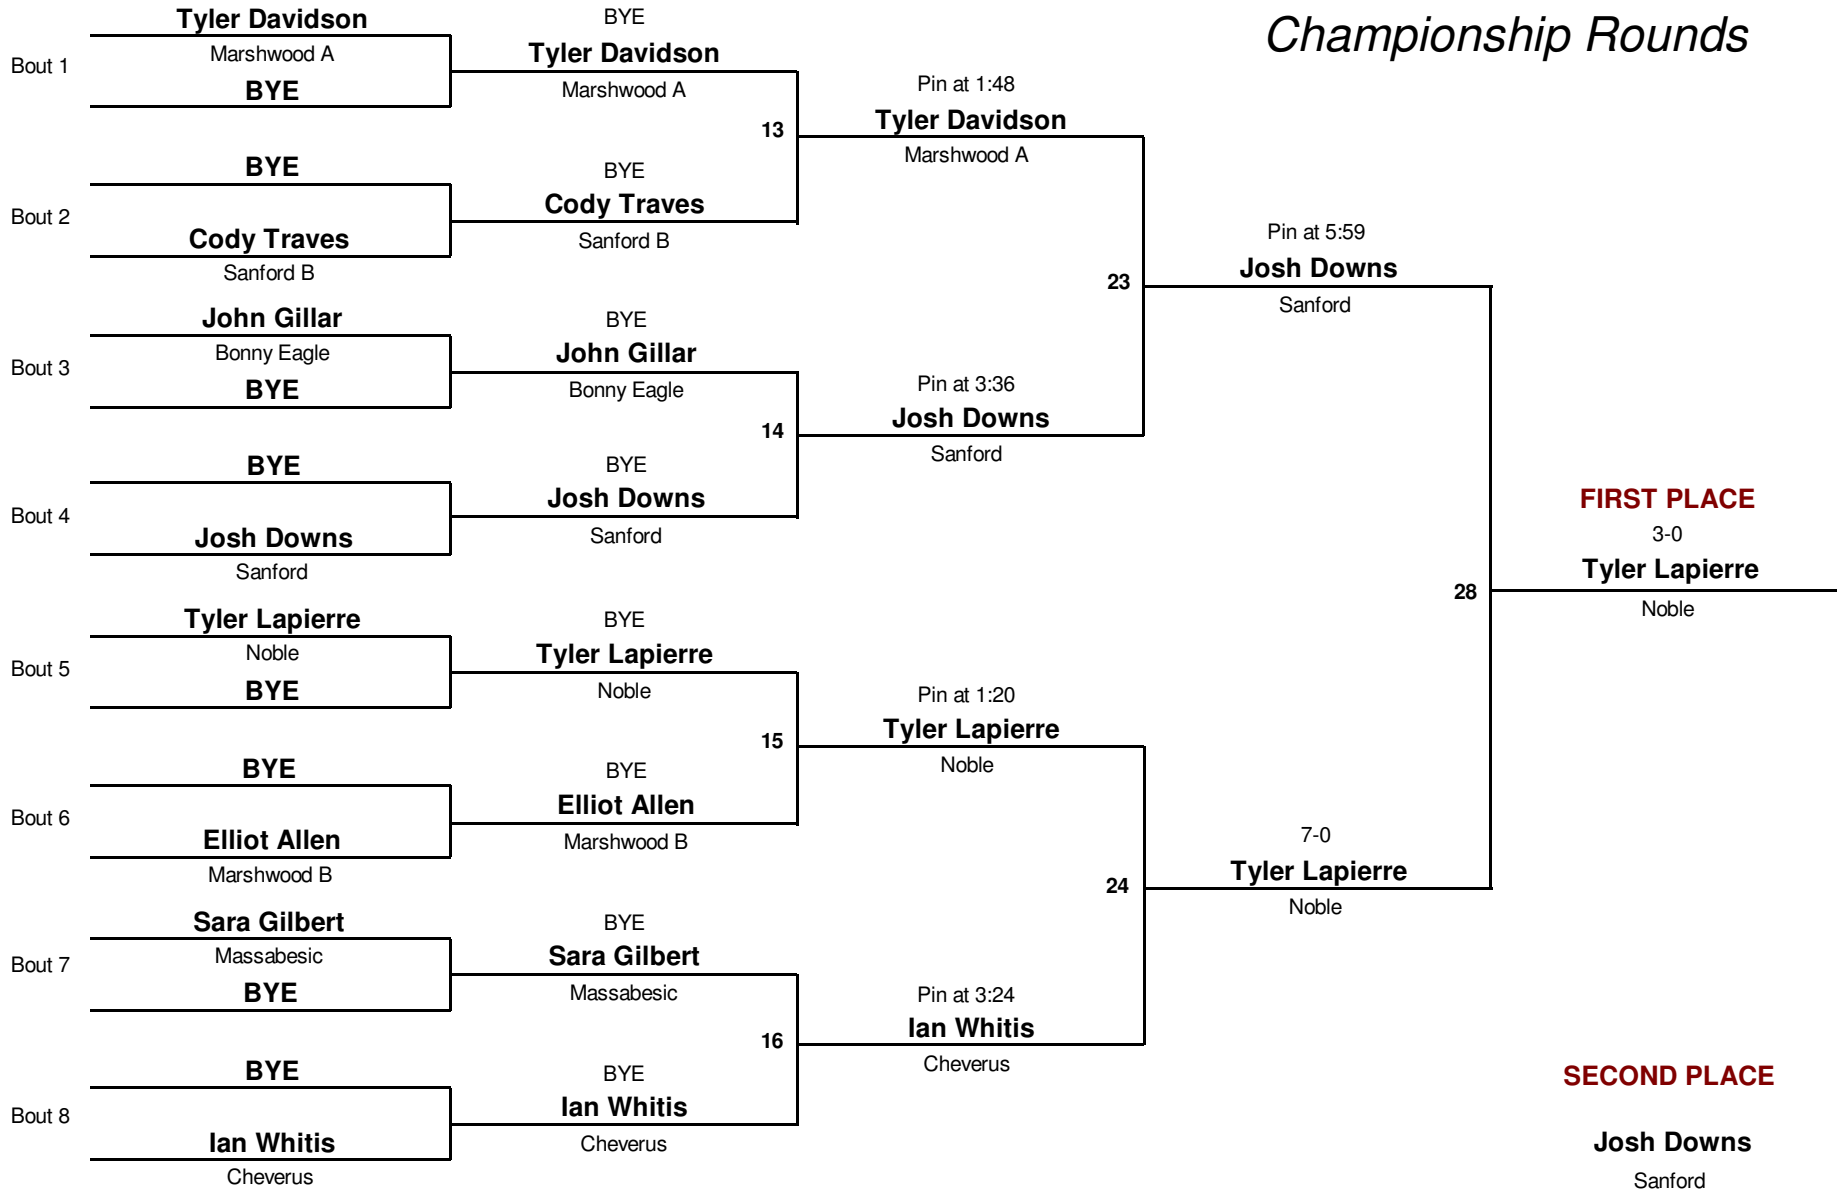 Championship Rounds
Bout 1
Tyler Davidson
Marshwood A
BYE
Bout 2
BYE
Cody Traves
Sanford B
Bout 3
John Gillar
Bonny Eagle
BYE
Bout 4
BYE
Josh Downs
Sanford
Bout 5
Tyler Lapierre
Noble
BYE
Bout 6
BYE
Elliot Allen
Marshwood B
Bout 7
Sara Gilbert
Massabesic
BYE
Bout 8
BYE
Ian Whitis
Cheverus
BYE
Tyler Davidson
Marshwood A
13
BYE
Cody Traves
Sanford B
BYE
John Gillar
Bonny Eagle
14
BYE
Josh Downs
Sanford
BYE
Tyler Lapierre
Noble
15
BYE
Elliot Allen
Marshwood B
BYE
Sara Gilbert
Massabesic
16
BYE
Ian Whitis
Cheverus
Pin at 1:48
Tyler Davidson
Marshwood A
23
Pin at 3:36
Josh Downs
Sanford
Pin at 1:20
Tyler Lapierre
Noble
24
Pin at 3:24
Ian Whitis
Cheverus
Pin at 5:59
Josh Downs
Sanford
28
7-0
Tyler Lapierre
Noble
FIRST PLACE
3-0
Tyler Lapierre
Noble
SECOND PLACE
Josh Downs
Sanford